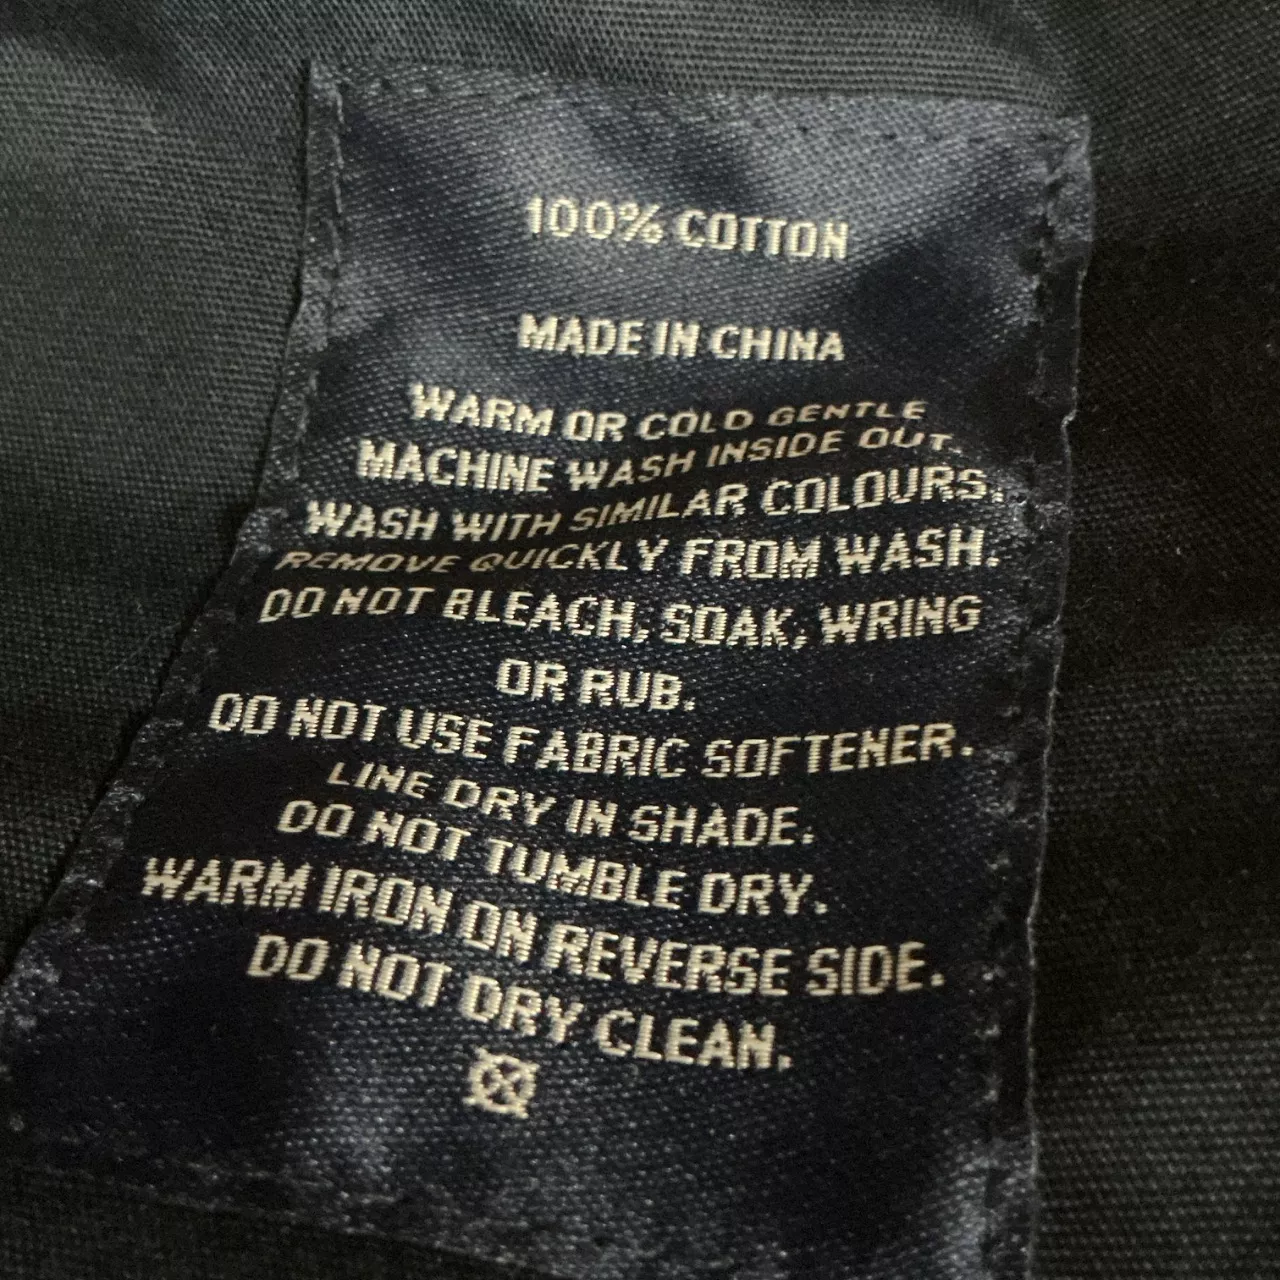 100% COTTON
MADE IN CHINA
WARM OR COLD GENTLE
MACHINE WASH INSIDE OUT.
WASH WITH SIMILAR COLOURS.
REMOVE QUICKLY FROM WASH.
DO NOT BLEACH, SOAK, WRING
OR RUB.
DO NOT USE FABRIC SOFTENER.
LINE DRY IN SHADE.
DO NOT TUMBLE DRY.
WARM IRON ON REVERSE SIDE.
DO NOT DRY CLEAN.